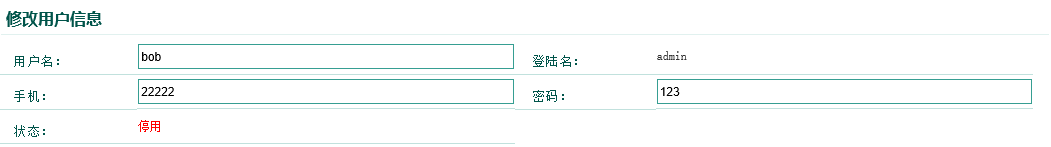 修改用户信息
用户名： bob 登陆名： admin
手机： 22222 密码： 123
状态： 停用